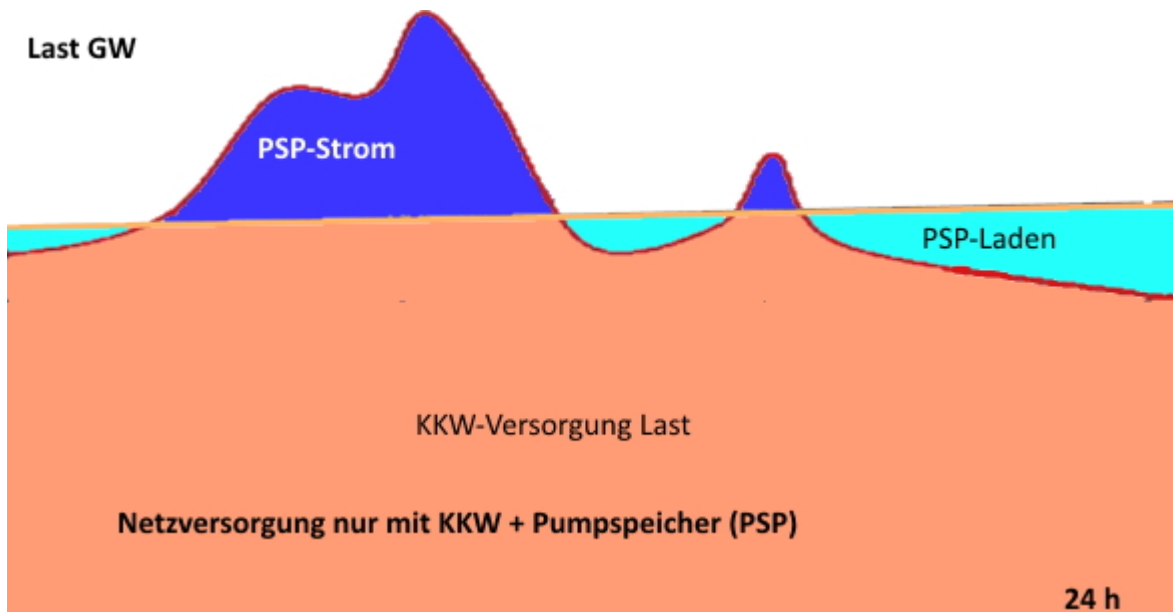 Last GW
PSP-Strom
PSP-Laden
KKW-Versorgung Last
Netzversorgung nur mit KKW + Pumpspeicher (PSP)
24 h